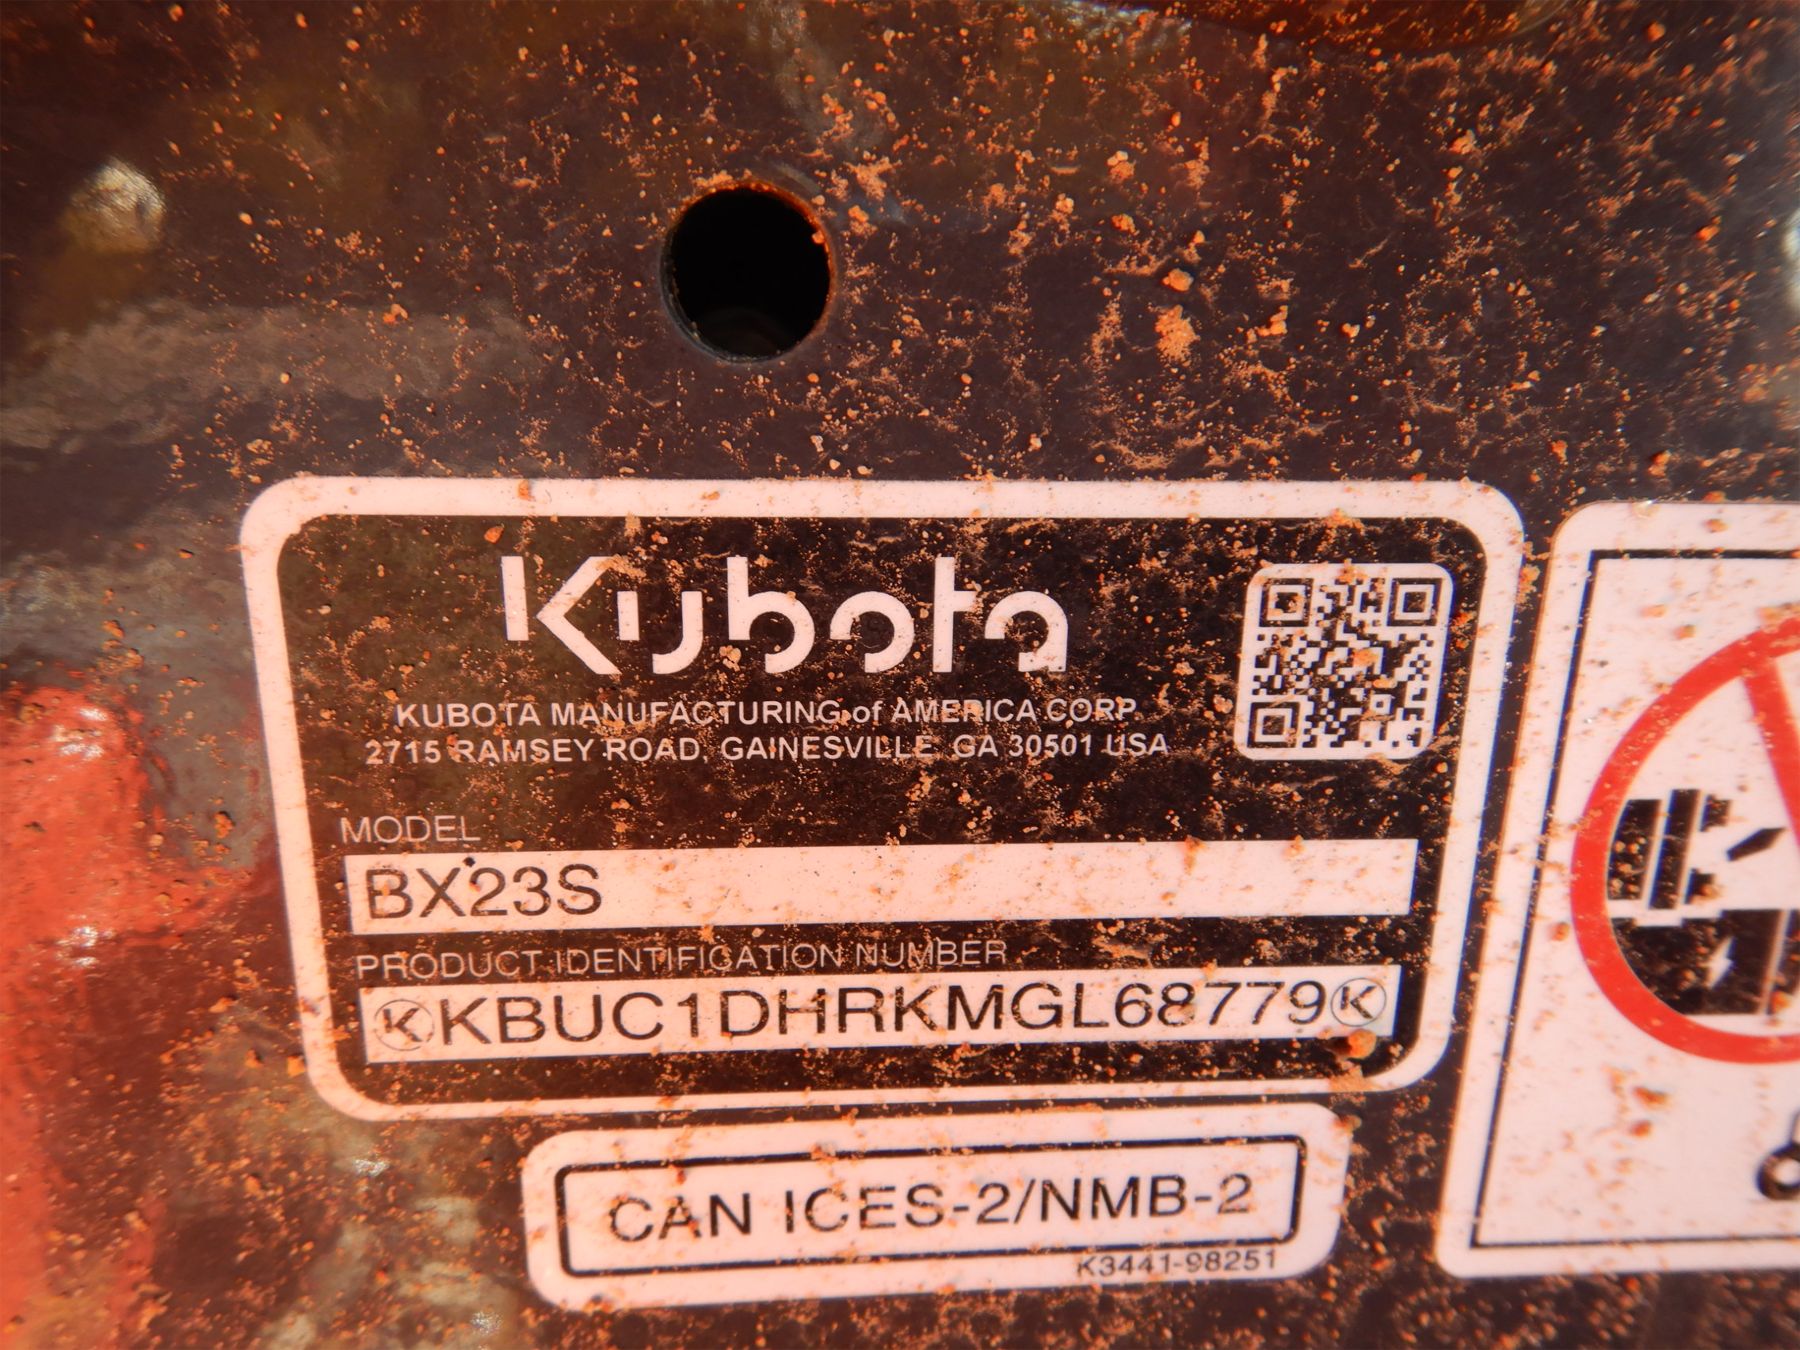 Kubota
KUBOTA MANUFACTURING of AMERICA CORP.
2715 RAMSEY ROAD, GAINESVILLE, GA 30501 USA
MODEL
BX23S
PRODUCT IDENTIFICATION NUMBER
KKBUC1DHRKMGL68779K
CAN ICES-2/NMB-2
K3441-98251